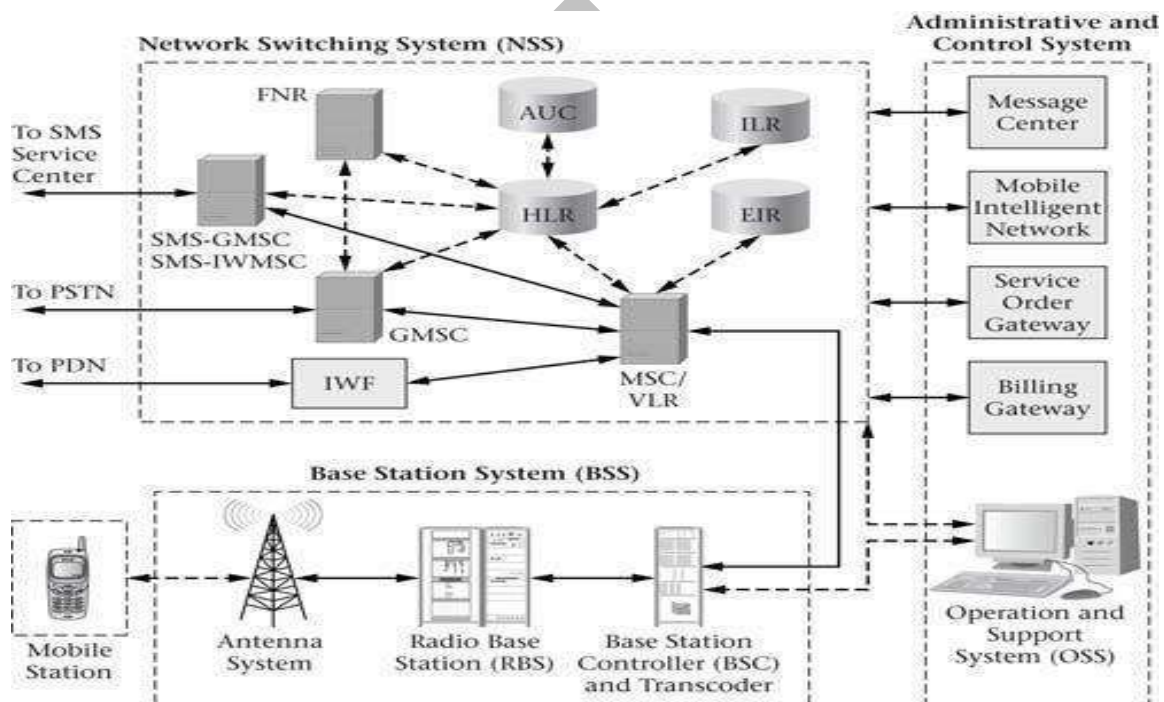 Administrative and
Control System
Network Switching System (NSS)
FNR
AUC
ILR
Message
Center
To SMS
Service
Center
HLR
EIR
Mobile
Intelligent
Network
SMS-GMSC
SMS-IWMSC
To PSTN
GMSC
Service
Order
Gateway
To PDN
IWF
MSC/
VLR
Billing
Gateway
Base Station System (BSS)
Mobile
Station
Antenna
System
Radio Base
Station (RBS)
Base Station
Controller (BSC)
and Transcoder
Operation and
Support
System (OSS)